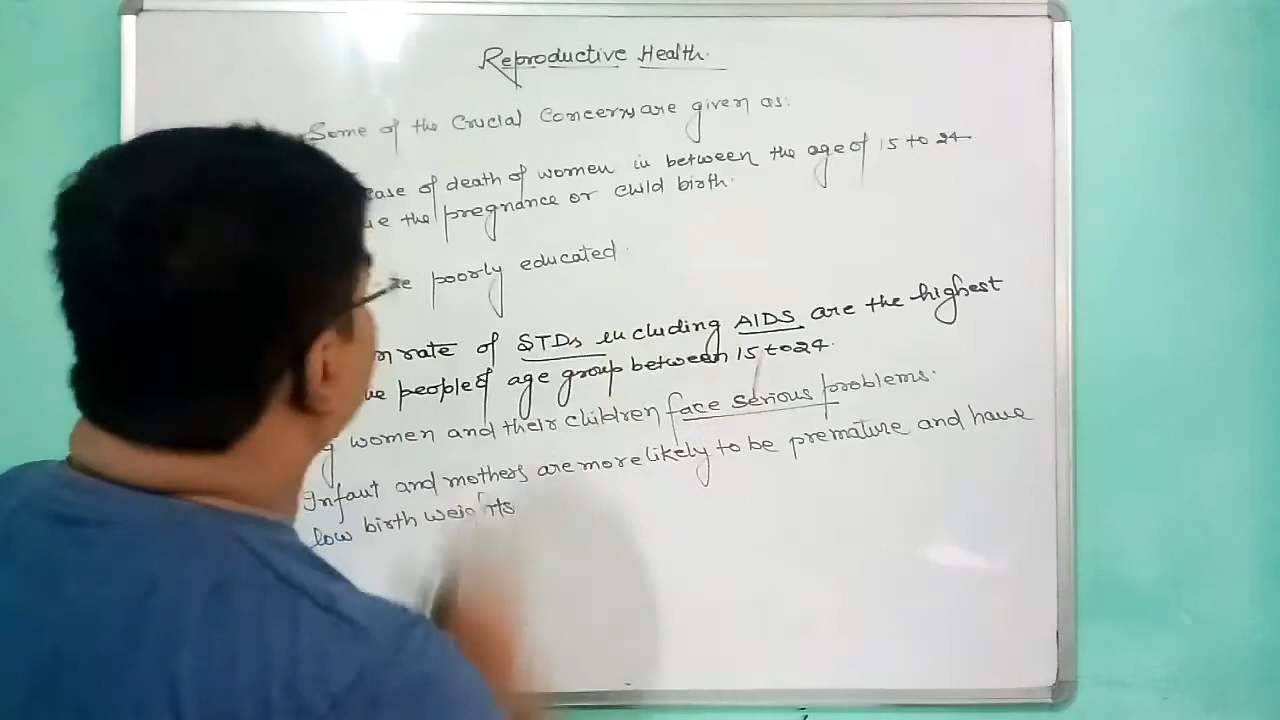 Reproductive Health.
Some of the Crucial Concerns are given as:
case of death of women in between the age of 15 to 24
the pregnance or child birth.
poorly educated.
rate of STDs including AIDS are the highest
people of age group between 15 to 24.
women and their children face serious problems.
Infant and mothers are more likely to be premature and have
low birth